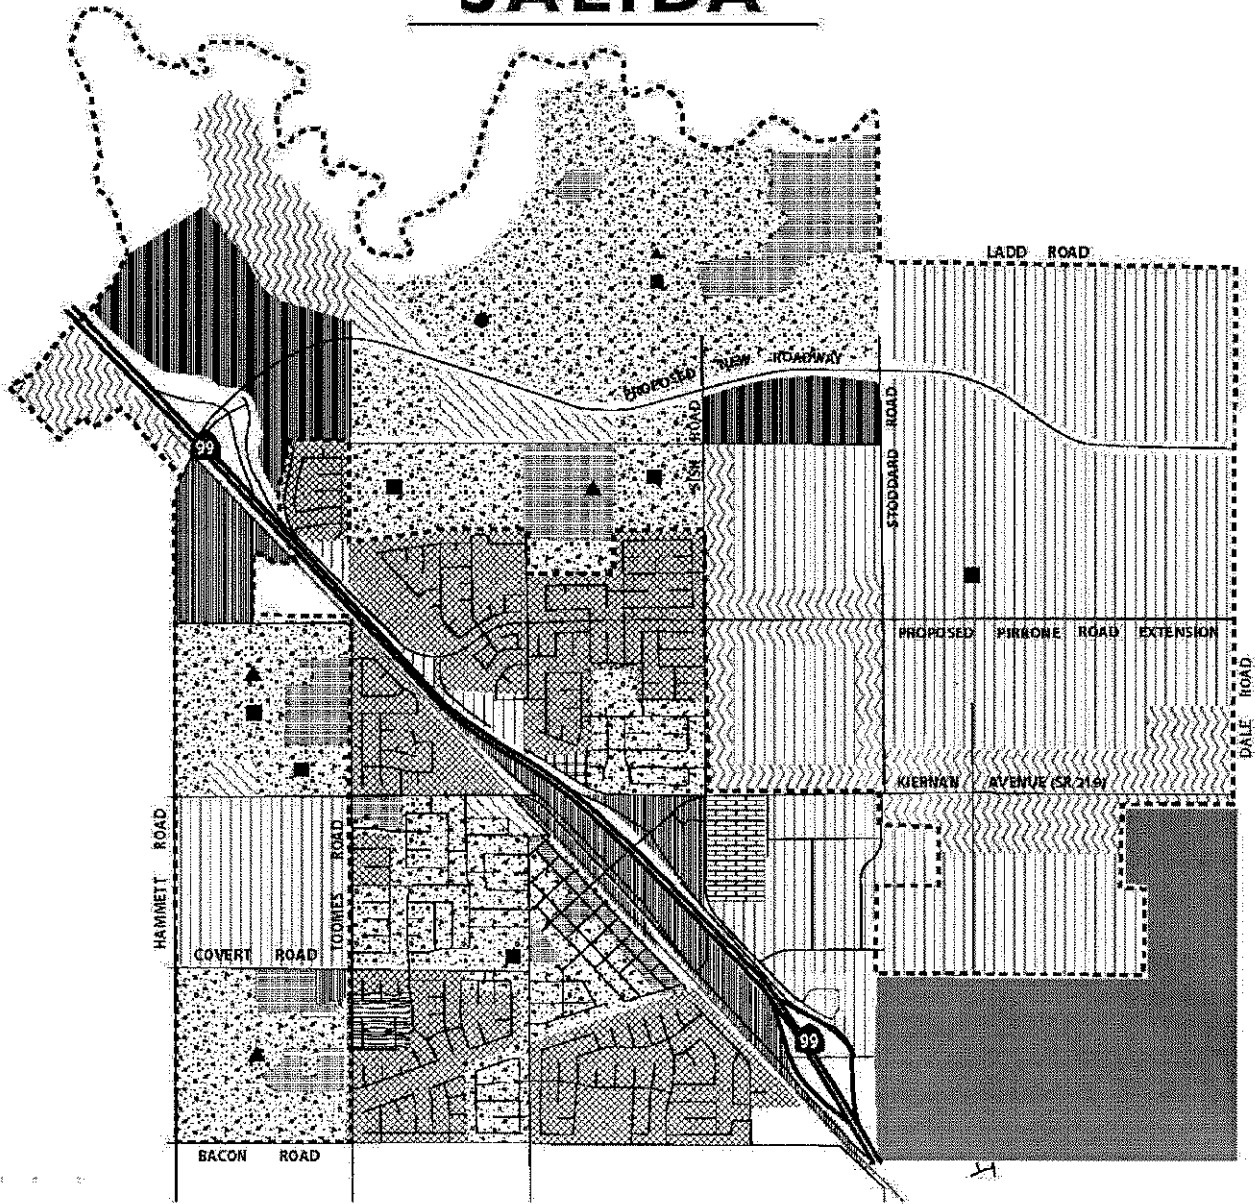 SALIDA
LADD ROAD
PROPOSED NEW ROADWAY
99
SISK ROAD
STODDARD ROAD
PROPOSED PIRRONE ROAD EXTENSION
DALE ROAD
KIERNAN AVENUE (SR 219)
HAMMETT ROAD
TOOMES ROAD
COVERT ROAD
99
BACON ROAD